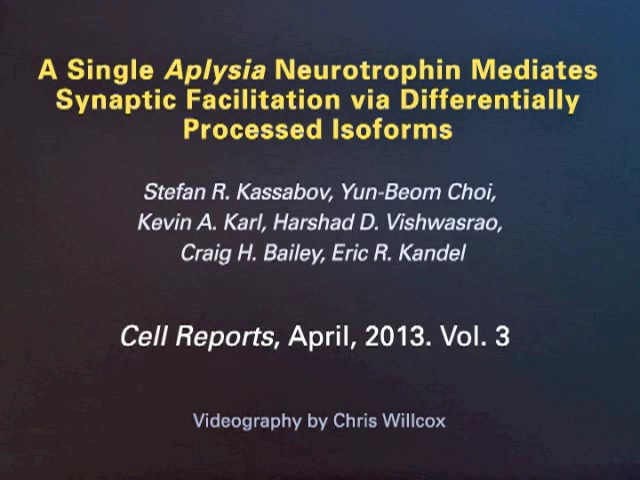 A Single Aplysia Neurotrophin Mediates
Synaptic Facilitation via Differentially
Processed Isoforms
Stefan R. Kassabov, Yun-Beom Choi,
Kevin A. Karl, Harshad D. Vishwasrao,
Craig H. Bailey, Eric R. Kandel
Cell Reports, April, 2013. Vol. 3
Videography by Chris Willcox